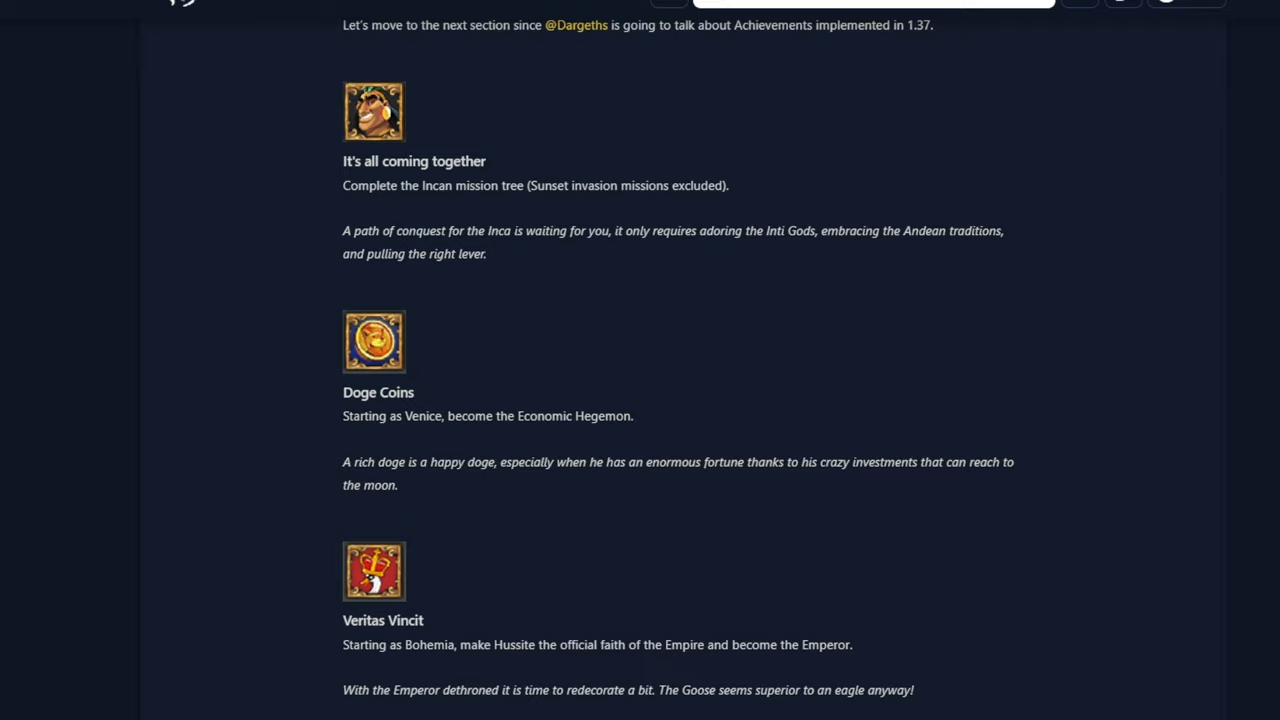 Let's move to the next section since @Dargeths is going to talk about Achievements implemented in 1.37.
It's all coming together
Complete the Incan mission tree (Sunset invasion missions excluded).
A path of conquest for the Inca is waiting for you, it only requires adoring the Inti Gods, embracing the Andean traditions,
and pulling the right lever.
Doge Coins
Starting as Venice, become the Economic Hegemon.
A rich doge is a happy doge, especially when he has an enormous fortune thanks to his crazy investments that can reach to
the moon.
Veritas Vincit
Starting as Bohemia, make Hussite the official faith of the Empire and become the Emperor.
With the Emperor dethroned it is time to redecorate a bit. The Goose seems superior to an eagle anyway!